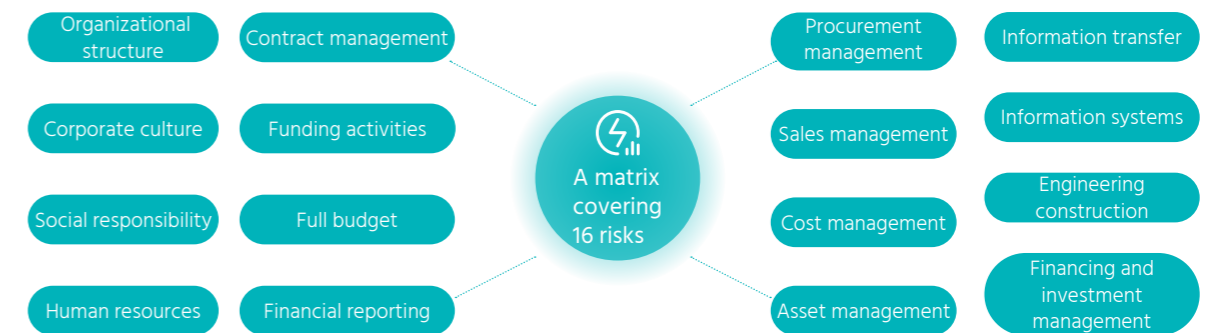 Organizational
structure
Contract management
Corporate culture
Funding activities
Social responsibility
Full budget
Human resources
Financial reporting
A matrix
covering
16 risks
Procurement
management
Information transfer
Sales management
Information systems
Cost management
Engineering
construction
Asset management
Financing and
investment
management